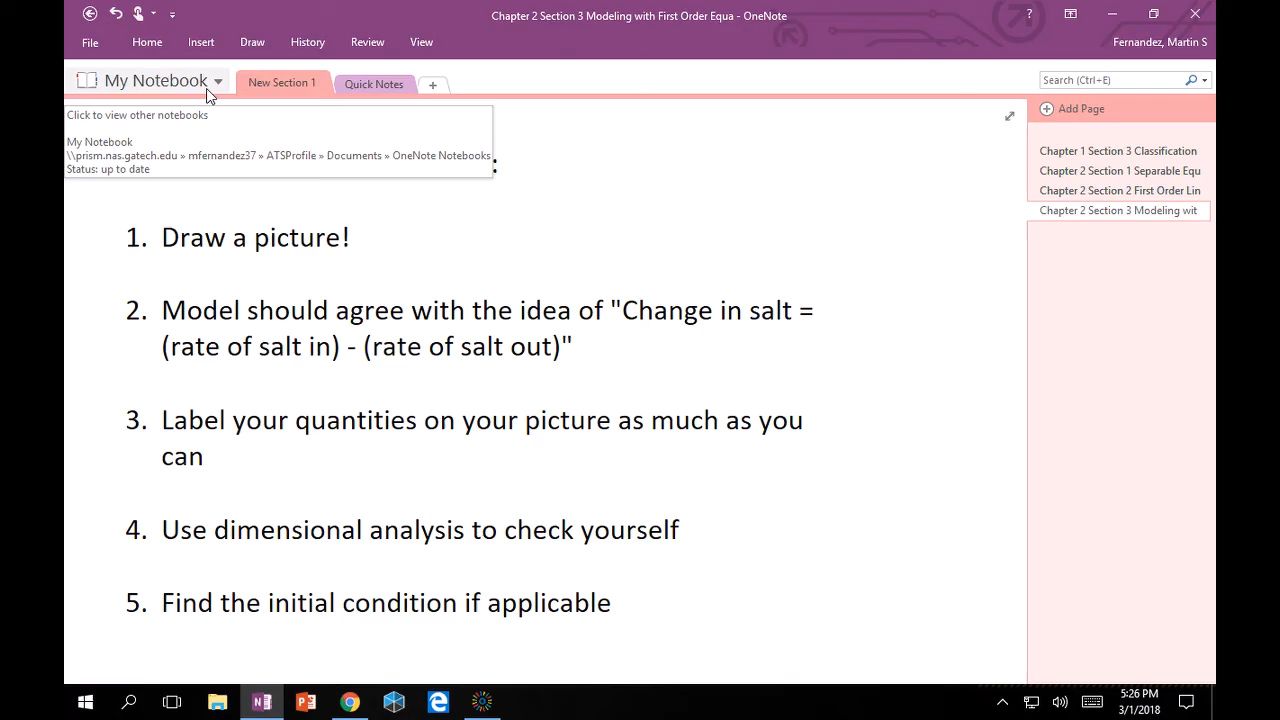 Chapter 2 Section 3 Modeling with First Order Equa - OneNote
?
File
Home
Insert
Draw
History
Review
View
Fernandez, Martin S
My Notebook
New Section 1
Quick Notes
+
Search (Ctrl+E)
Click to view other notebooks
My Notebook
\\prism.nas.gatech.edu » mfernandez37 » ATSProfile » Documents » OneNote Notebooks
Status: up to date
:
Add Page
Chapter 1 Section 3 Classification
Chapter 2 Section 1 Separable Equ
Chapter 2 Section 2 First Order Lin
Chapter 2 Section 3 Modeling wit
1. Draw a picture!
2. Model should agree with the idea of "Change in salt =
(rate of salt in) - (rate of salt out)"
3. Label your quantities on your picture as much as you
can
4. Use dimensional analysis to check yourself
5. Find the initial condition if applicable
5:26 PM
3/1/2018